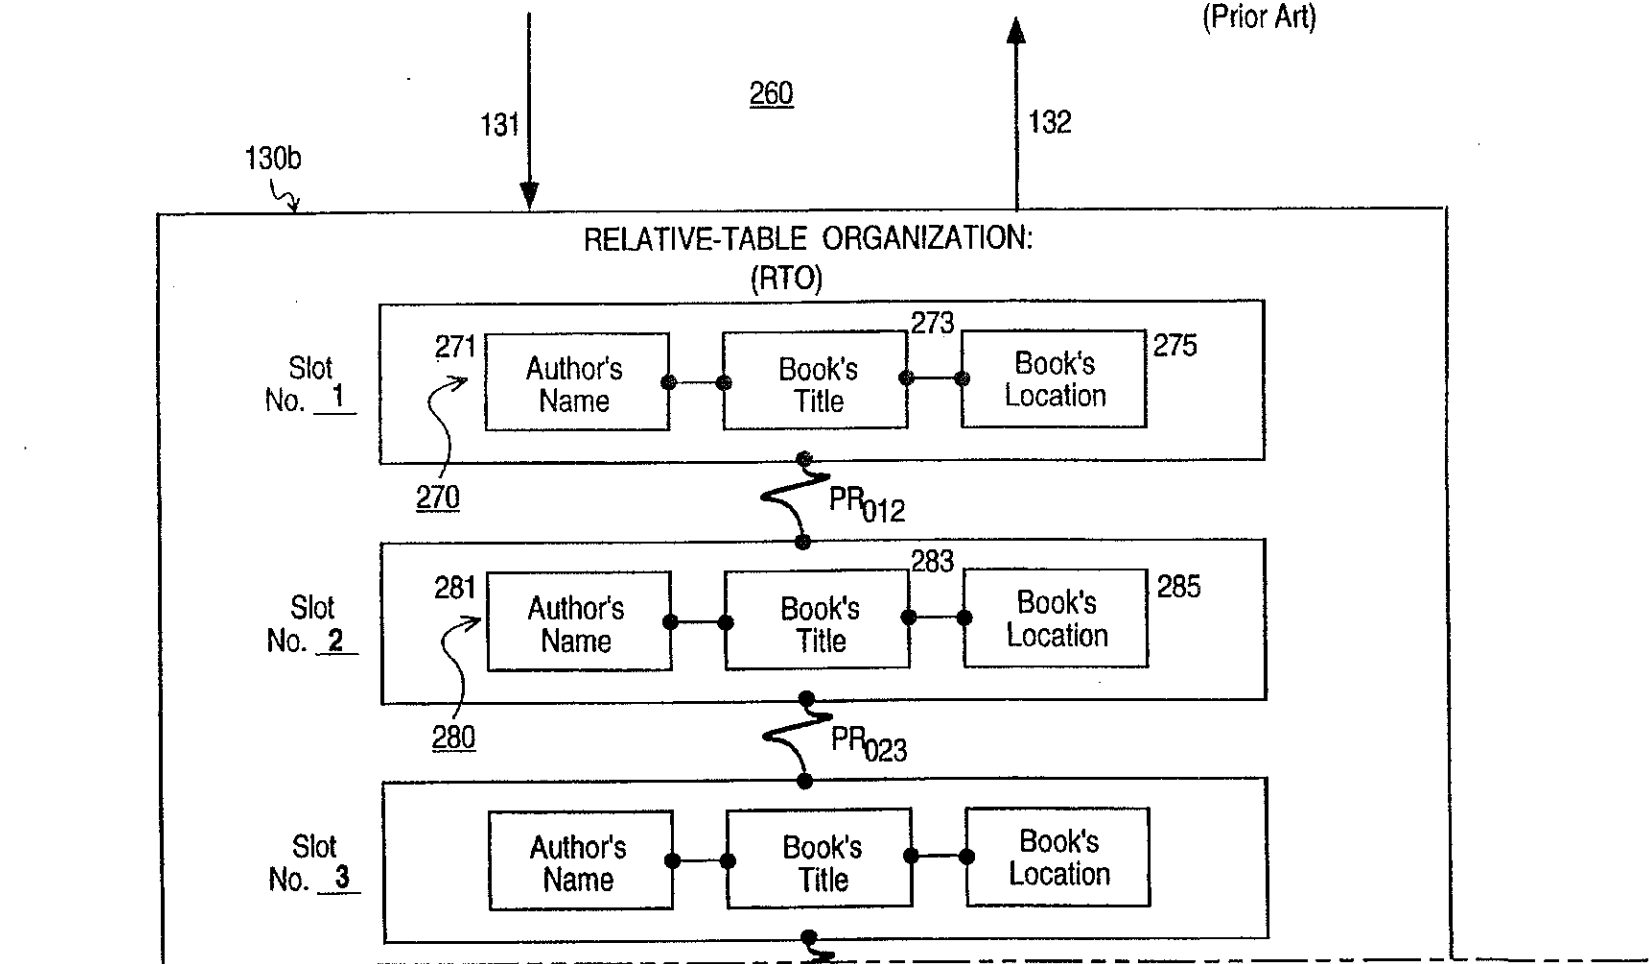 (Prior Art)
260
131
132
130b
RELATIVE-TABLE ORGANIZATION:
(RTO)
273
271
275
Slot
No. 1
Author's
Name
Book's
Title
Book's
Location
270
PR012
283
281
285
Slot
No. 2
Author's
Name
Book's
Title
Book's
Location
280
PR023
Slot
No. 3
Author's
Name
Book's
Title
Book's
Location